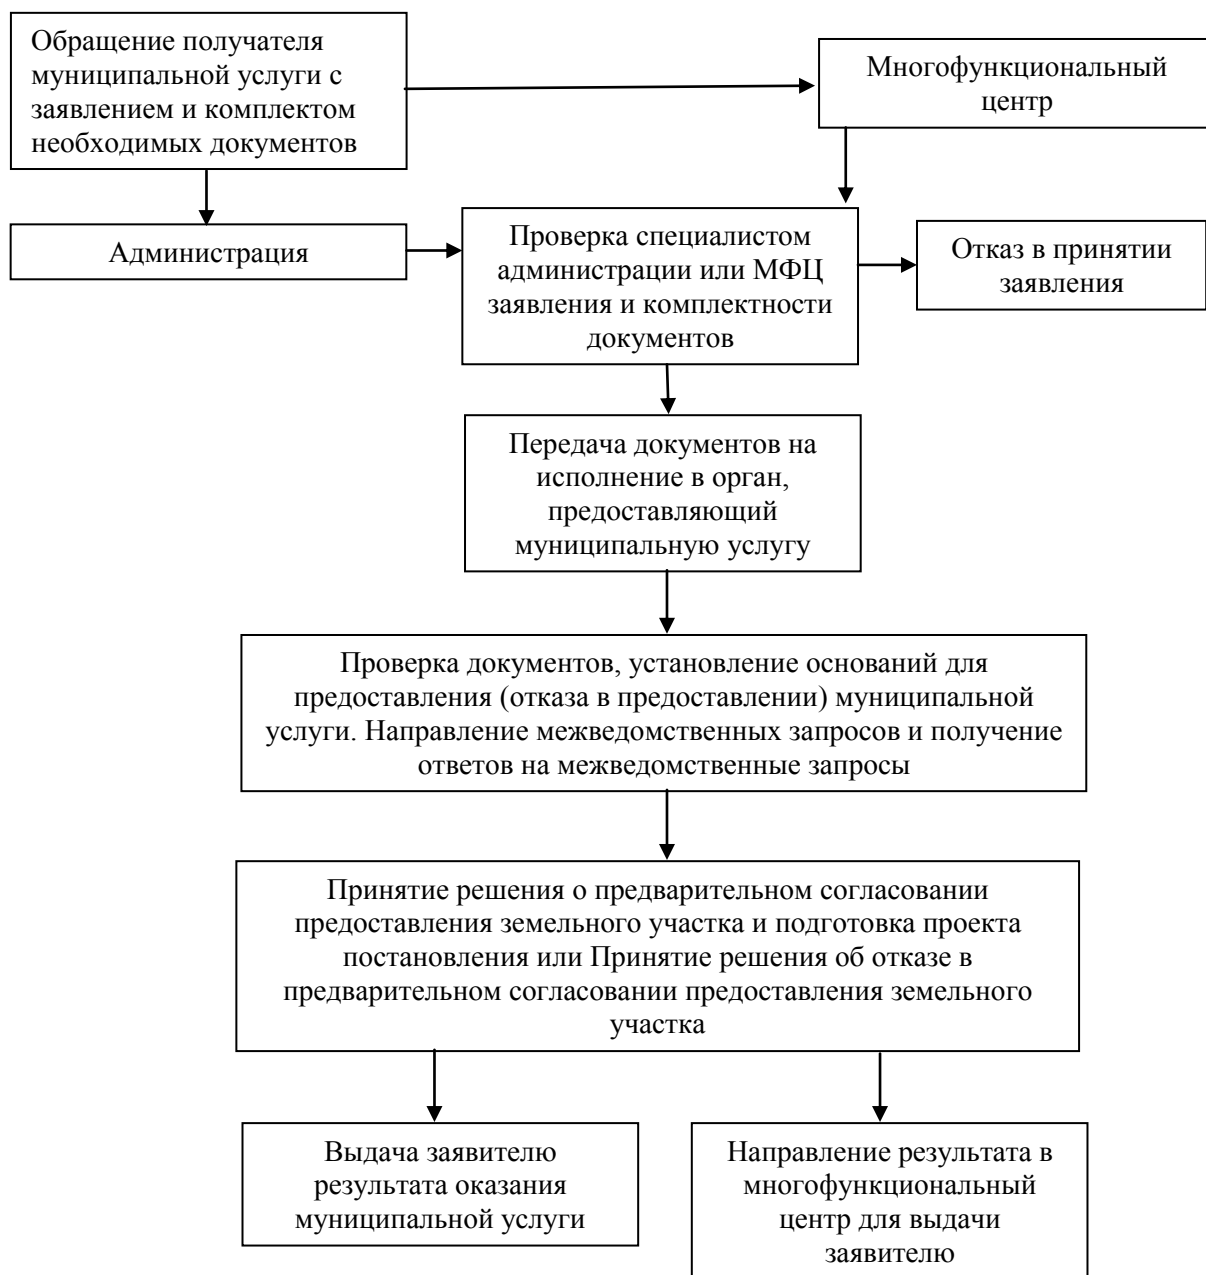 Обращение получателя
муниципальной услуги с
заявлением и комплектом
необходимых документов
Многофункциональный
центр
Администрация
Проверка специалистом
администрации или МФЦ
заявления и комплектности
документов
Отказ в принятии
заявления
Передача документов на
исполнение в орган,
предоставляющий
муниципальную услугу
Проверка документов, установление оснований для
предоставления (отказа в предоставлении) муниципальной
услуги. Направление межведомственных запросов и получение
ответов на межведомственные запросы
Принятие решения о предварительном согласовании
предоставления земельного участка и подготовка проекта
постановления или Принятие решения об отказе в
предварительном согласовании предоставления земельного
участка
Выдача заявителю
результата оказания
муниципальной услуги
Направление результата в
многофункциональный
центр для выдачи
заявителю